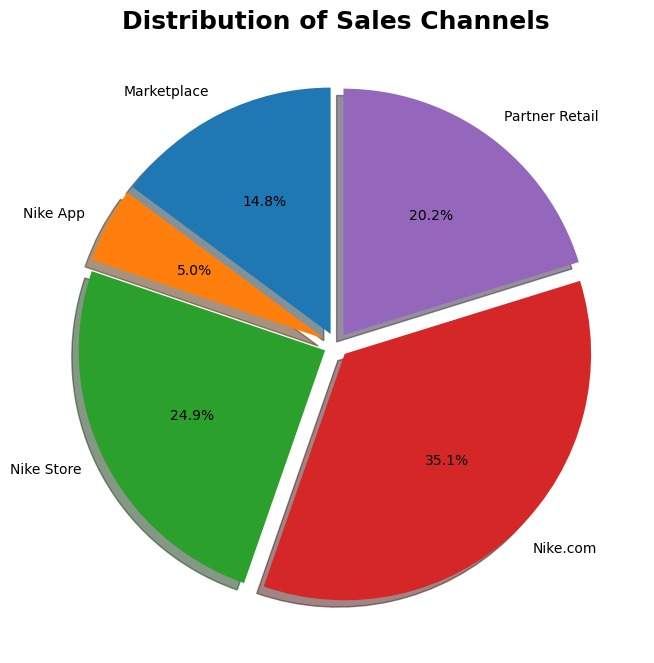 Distribution of Sales Channels
Marketplace
Partner Retail
14.8%
Nike App
20.2%
5.0%
24.9%
35.1%
Nike Store
Nike.com